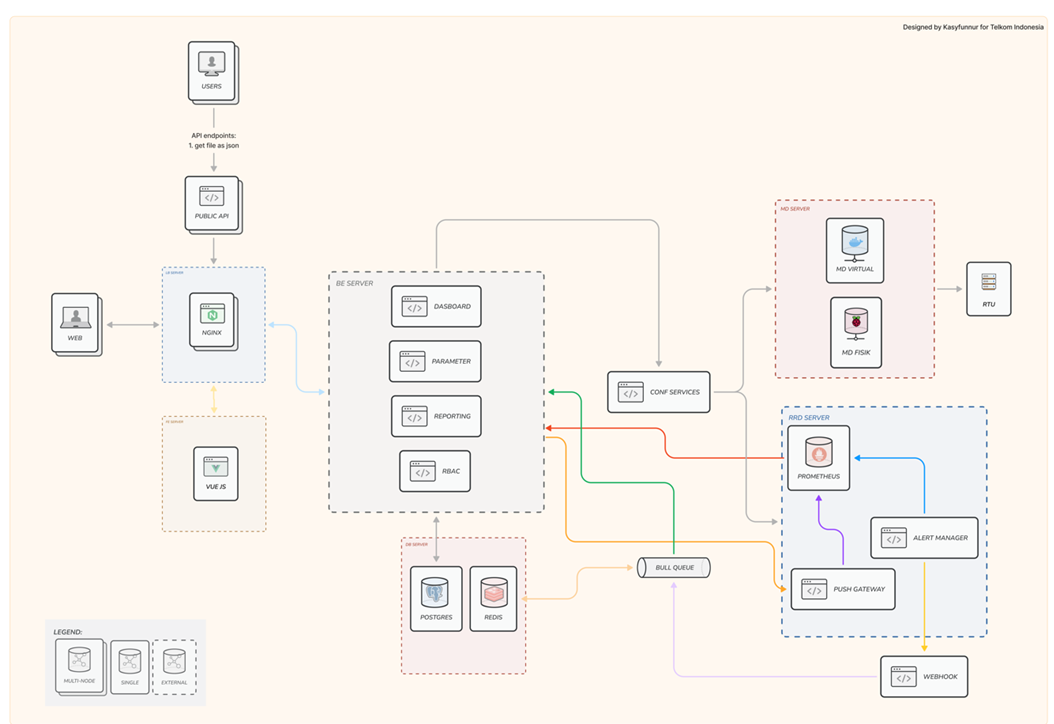 Designed by Kasyfunnur for Telkom Indonesia
USERS
API endpoints:
1. get file as json
PUBLIC API
LB SERVER
NGINX
WEB
FE SERVER
VUE JS
BE SERVER
DASBOARD
PARAMETER
REPORTING
RBAC
CONF SERVICES
MD SERVER
MD VIRTUAL
MD FISIK
RTU
RRD SERVER
PROMETHEUS
ALERT MANAGER
PUSH GATEWAY
WEBHOOK
BULL QUEUE
DB SERVER
POSTGRES
REDIS
LEGEND:
MULTI-NODE
SINGLE
EXTERNAL